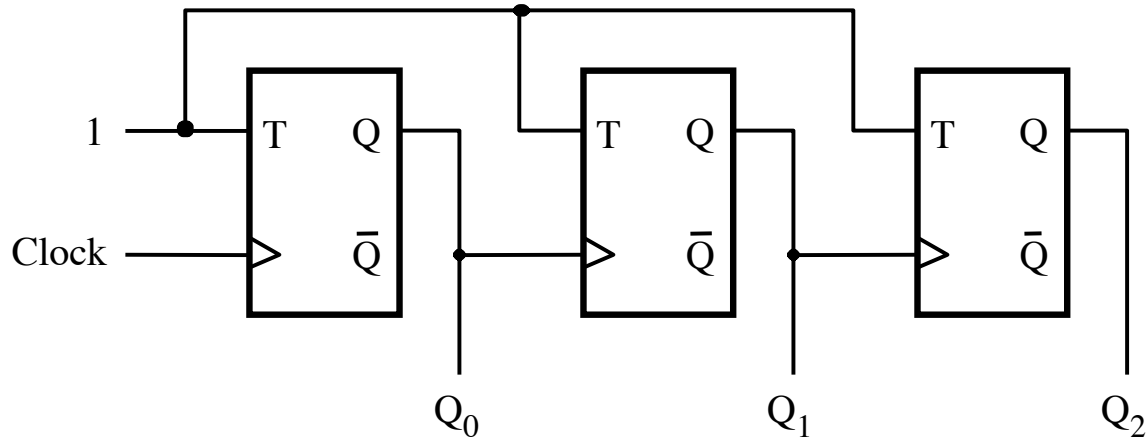 1 T Q T Q T Q
Clock Q̅ Q̅ Q̅
Q₀ Q₁ Q₂